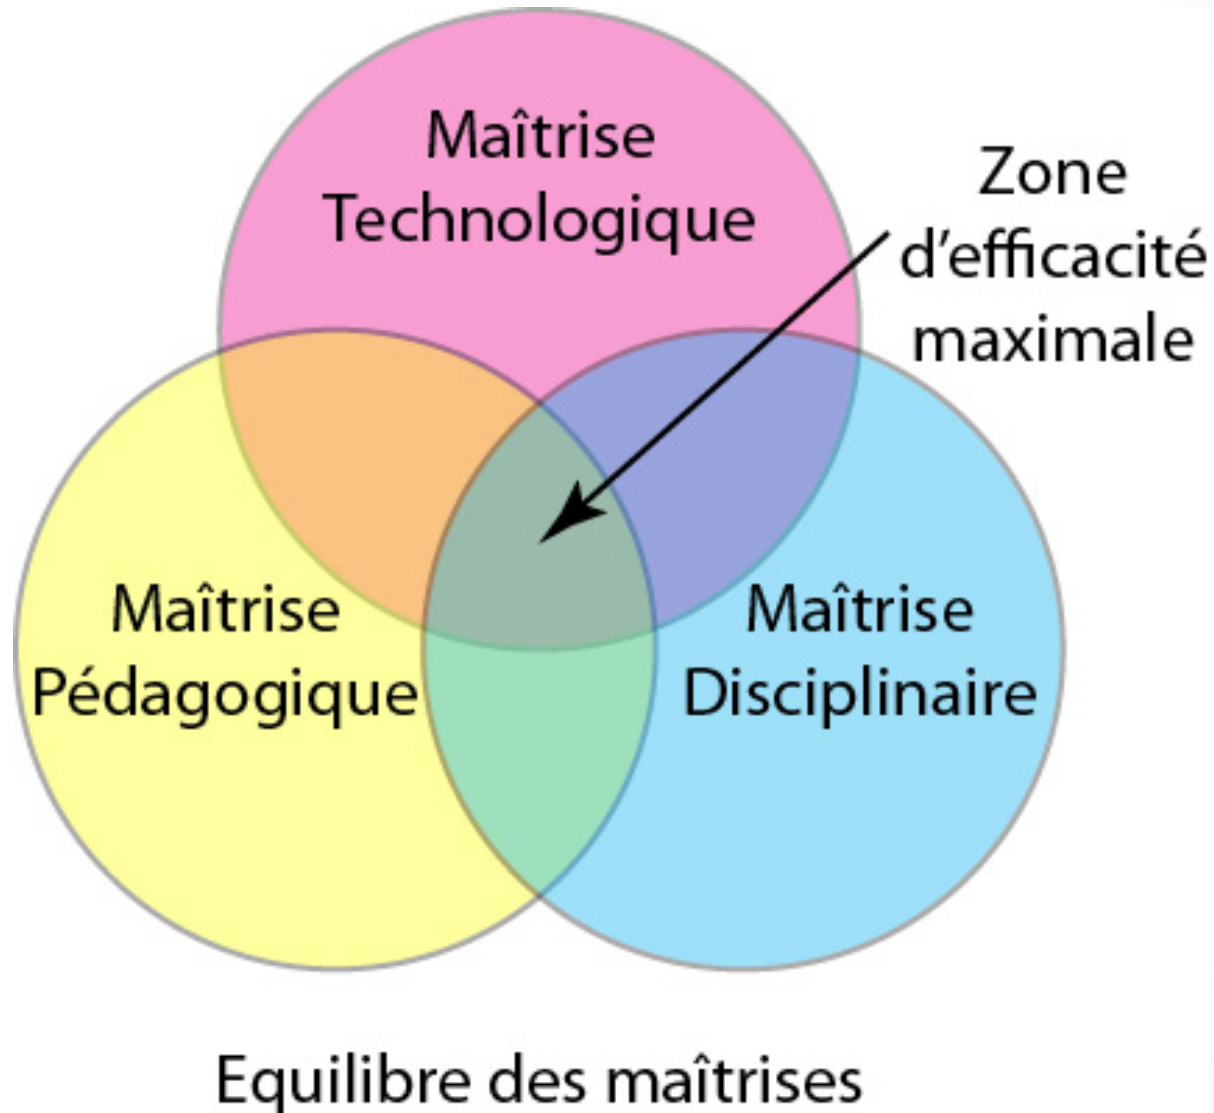 Maîtrise
Technologique
Zone
d'efficacité
maximale
Maîtrise
Pédagogique
Maîtrise
Disciplinaire
Equilibre des maîtrises